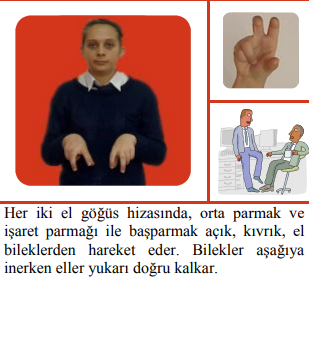 Her iki el göğüs hizasında, orta parmak ve
işaret parmağı ile başparmak açık, kıvrık, el
bileklerden hareket eder. Bilekler aşağıya
inerken eller yukarı doğru kalkar.